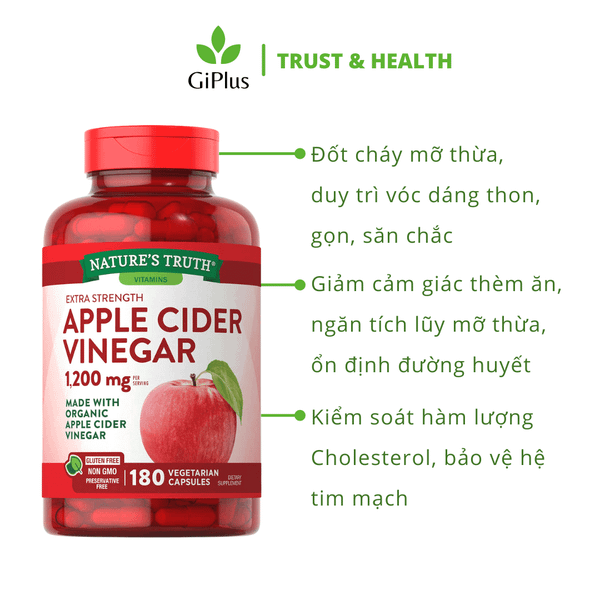 GiPlus
TRUST & HEALTH
Đốt cháy mỡ thừa,
duy trì vóc dáng thon,
gọn, săn chắc
Giảm cảm giác thèm ăn,
ngăn tích lũy mỡ thừa,
ổn định đường huyết
Kiểm soát hàm lượng
Cholesterol, bảo vệ hệ
tim mạch
NATURE'S TRUTH®
VITAMINS
EXTRA STRENGTH
APPLE CIDER
VINEGAR
1,200 mg PER SERVING
MADE WITH
ORGANIC
APPLE CIDER
VINEGAR
GLUTEN FREE
NON GMO
PRESERVATIVE
FREE
180 VEGETARIAN
CAPSULES
DIETARY
SUPPLEMENT